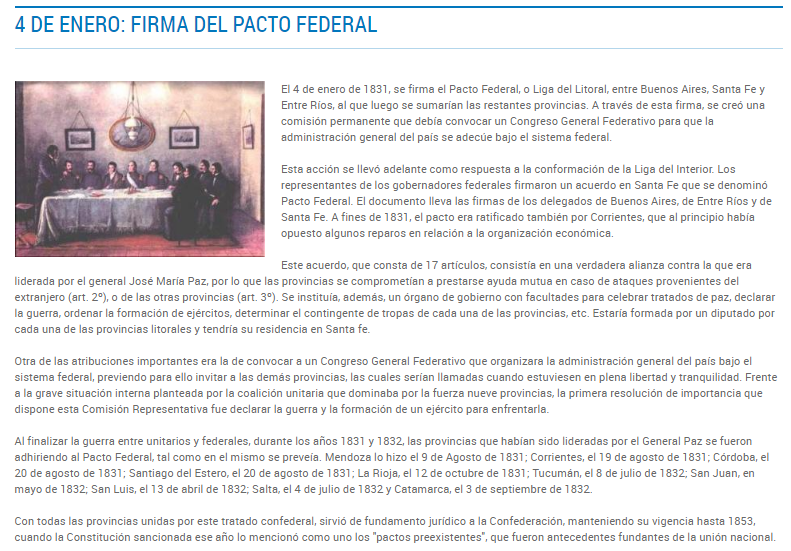 4 DE ENERO: FIRMA DEL PACTO FEDERAL
El 4 de enero de 1831, se firma el Pacto Federal, o Liga del Litoral, entre Buenos Aires, Santa Fe y
Entre Ríos, al que luego se sumarían las restantes provincias. A través de esta firma, se creó una
comisión permanente que debía convocar un Congreso General Federativo para que la
administración general del país se adecúe bajo el sistema federal.
Esta acción se llevó adelante como respuesta a la conformación de la Liga del Interior. Los
representantes de los gobernadores federales firmaron un acuerdo en Santa Fe que se denominó
Pacto Federal. El documento lleva las firmas de los delegados de Buenos Aires, de Entre Ríos y de
Santa Fe. A fines de 1831, el pacto era ratificado también por Corrientes, que al principio había
opuesto algunos reparos en relación a la organización económica.
Este acuerdo, que consta de 17 artículos, consistía en una verdadera alianza contra la que era
liderada por el general José María Paz, por lo que las provincias se comprometían a prestarse ayuda mutua en caso de ataques provenientes del
extranjero (art. 2º), o de las otras provincias (art. 3º). Se instituía, además, un órgano de gobierno con facultades para celebrar tratados de paz, declarar
la guerra, ordenar la formación de ejércitos, determinar el contingente de tropas de cada una de las provincias, etc. Estaría formada por un diputado por
cada una de las provincias litorales y tendría su residencia en Santa fe.
Otra de las atribuciones importantes era la de convocar a un Congreso General Federativo que organizara la administración general del país bajo el
sistema federal, previendo para ello invitar a las demás provincias, las cuales serían llamadas cuando estuviesen en plena libertad y tranquilidad. Frente
a la grave situación interna planteada por la coalición unitaria que dominaba por la fuerza nueve provincias, la primera resolución de importancia que
dispone esta Comisión Representativa fue declarar la guerra y la formación de un ejército para enfrentarla.
Al finalizar la guerra entre unitarios y federales, durante los años 1831 y 1832, las provincias que habían sido lideradas por el General Paz se fueron
adhiriendo al Pacto Federal, tal como en el mismo se preveía. Mendoza lo hizo el 9 de Agosto de 1831; Corrientes, el 19 de agosto de 1831; Córdoba, el
20 de agosto de 1831; Santiago del Estero, el 20 de agosto de 1831; La Rioja, el 12 de octubre de 1831; Tucumán, el 8 de julio de 1832; San Juan, en
mayo de 1832; San Luis, el 13 de abril de 1832; Salta, el 4 de julio de 1832 y Catamarca, el 3 de septiembre de 1832.
Con todas las provincias unidas por este tratado confederal, sirvió de fundamento jurídico a la Confederación, manteniendo su vigencia hasta 1853,
cuando la Constitución sancionada ese año lo mencionó como uno los "pactos preexistentes", que fueron antecedentes fundantes de la unión nacional.